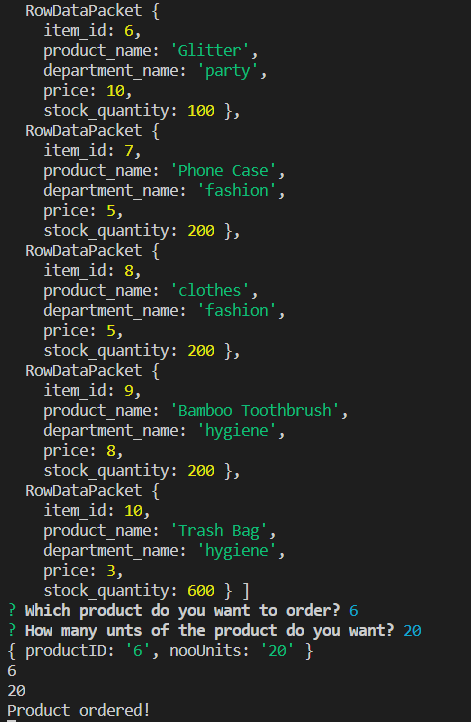 RowDataPacket {
item_id: 6,
product_name: 'Glitter',
department_name: 'party',
price: 10,
stock_quantity: 100 },
RowDataPacket {
item_id: 7,
product_name: 'Phone Case',
department_name: 'fashion',
price: 5,
stock_quantity: 200 },
RowDataPacket {
item_id: 8,
product_name: 'clothes',
department_name: 'fashion',
price: 5,
stock_quantity: 200 },
RowDataPacket {
item_id: 9,
product_name: 'Bamboo Toothbrush',
department_name: 'hygiene',
price: 8,
stock_quantity: 200 },
RowDataPacket {
item_id: 10,
product_name: 'Trash Bag',
department_name: 'hygiene',
price: 3,
stock_quantity: 600 } ]
? Which product do you want to order? 6
? How many unts of the product do you want? 20
{ productID: '6', nooUnits: '20' }
6
20
Product ordered!